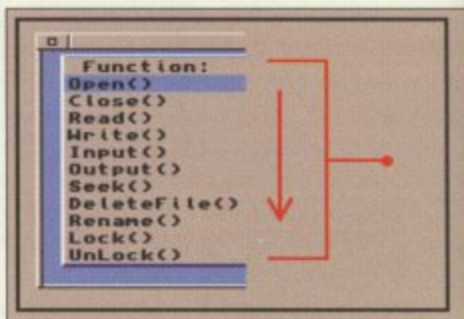 Function:
Open()
Close()
Read()
Write()
Input()
Output()
Seek()
DeleteFile()
Rename()
Lock()
UnLock()